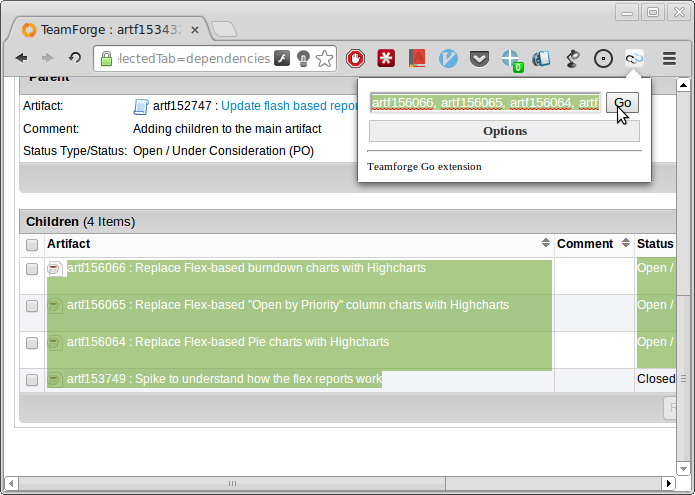 TeamForge : artf15343
lectedTab=dependencies
0
artf156066, artf156065, artf156064, artf
Go
Options
Teamforge Go extension
Parent
Artifact: artf152747 : Update flash based repor
Comment: Adding children to the main artifact
Status Type/Status: Open / Under Consideration (PO)
Children (4 Items)
Artifact Comment Status
artf156066 : Replace Flex-based burndown charts with Highcharts Open /
artf156065 : Replace Flex-based "Open by Priority" column charts with Highcharts Open /
artf156064 : Replace Flex-based Pie charts with Highcharts Open /
artf153749 : Spike to understand how the flex reports work Closed